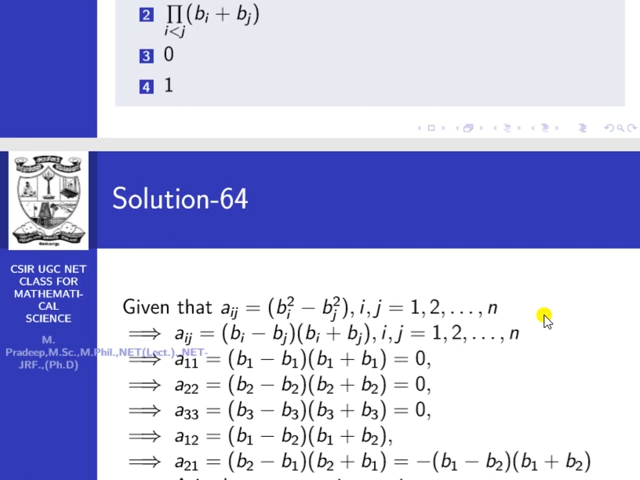 2 ∏_{i<j} (b_i + b_j)
3 0
4 1
Solution-64
CSIR UGC NET
CLASS FOR
MATHEMATI-
CAL
SCIENCE
M.
Pradeep,M.Sc.,M.Phil.,NET(Lect.).,NET-
JRF.,(Ph.D)
Given that a_{ij} = (b_i^2 − b_j^2), i, j = 1, 2, . . . , n
⟹ a_{ij} = (b_i − b_j)(b_i + b_j), i, j = 1, 2, . . . , n
⟹ a_{11} = (b_1 − b_1)(b_1 + b_1) = 0,
⟹ a_{22} = (b_2 − b_2)(b_2 + b_2) = 0,
⟹ a_{33} = (b_3 − b_3)(b_3 + b_3) = 0,
⟹ a_{12} = (b_1 − b_2)(b_1 + b_2),
⟹ a_{21} = (b_2 − b_1)(b_2 + b_1) = −(b_1 − b_2)(b_1 + b_2)